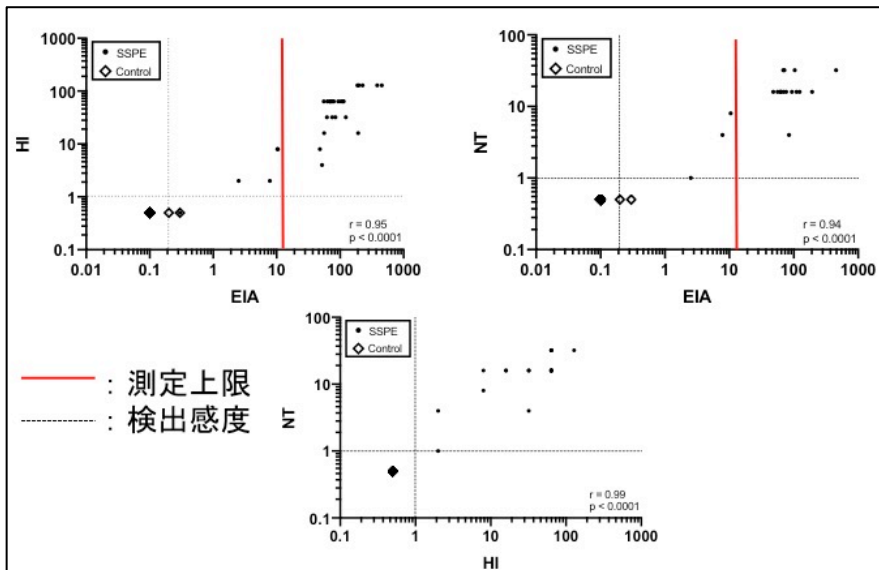 1000
100
10
1
0.1
HI
SSPE
Control
r = 0.95
p < 0.0001
0.01 0.1 1 10 100 1000
EIA
100
10
1
0.1
NT
SSPE
Control
r = 0.94
p < 0.0001
0.01 0.1 1 10 100 1000
EIA
100
10
1
0.1
NT
SSPE
Control
r = 0.99
p < 0.0001
0.1 1 10 100 1000
HI
: 測定上限
: 検出感度